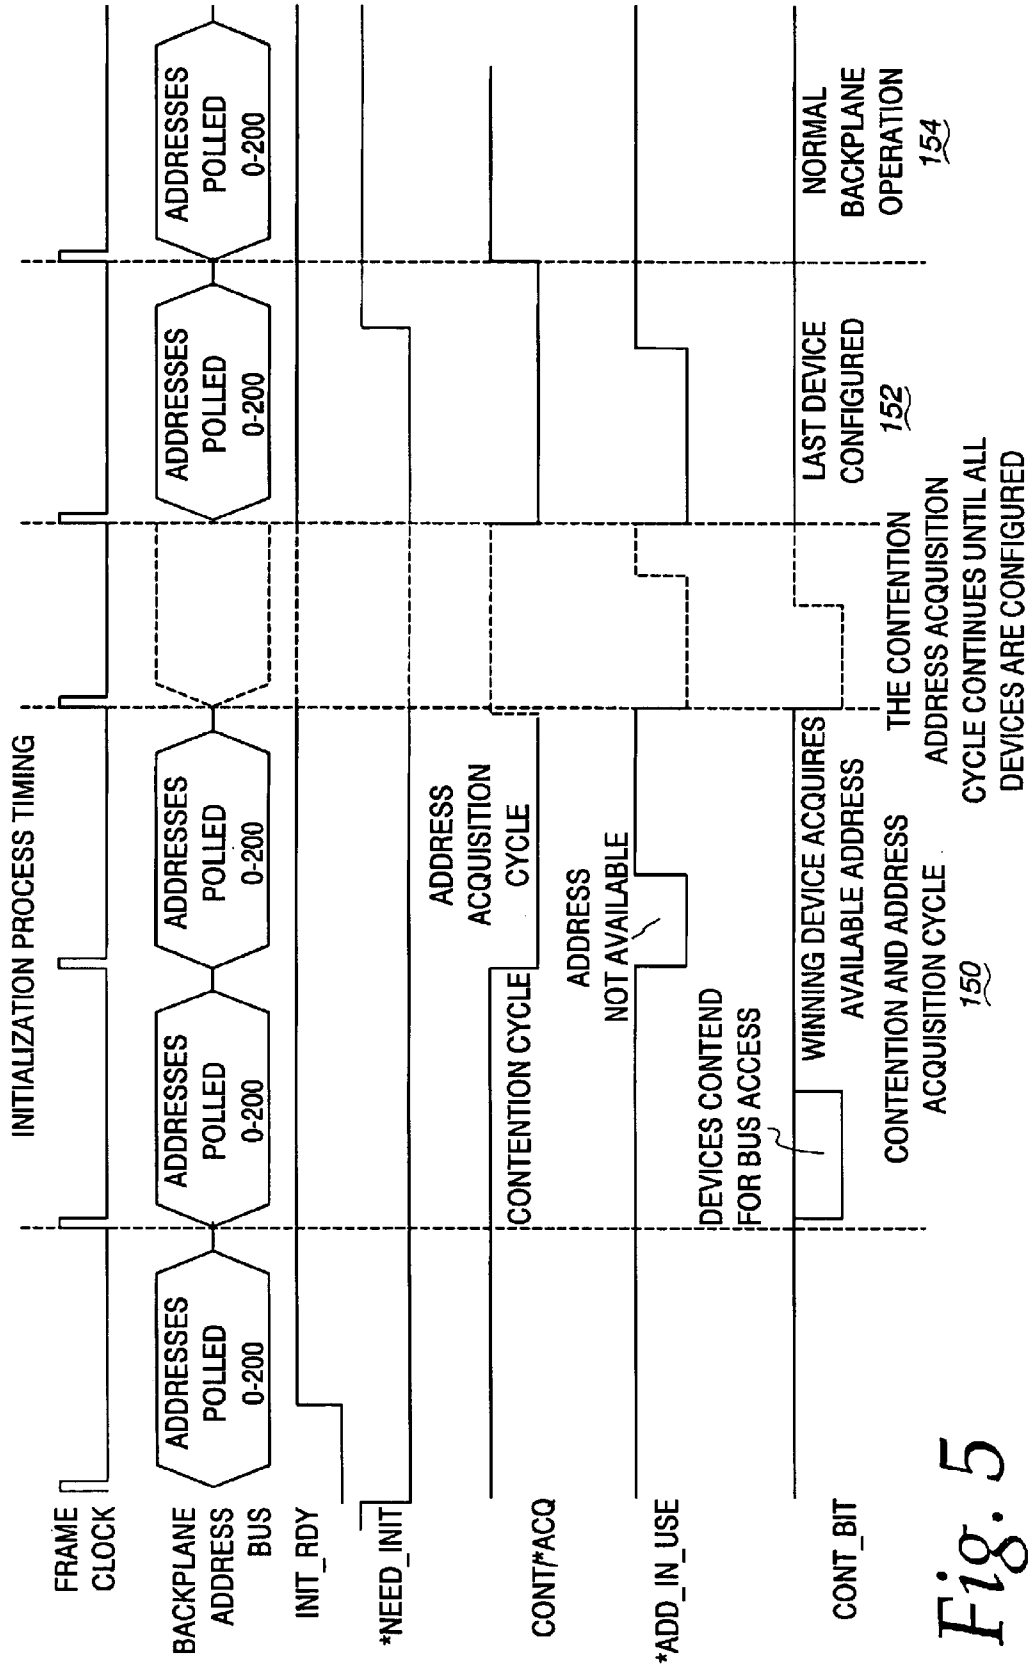 INITIALIZATION PROCESS TIMING
FRAME
CLOCK
BACKPLANE
ADDRESS
BUS
ADDRESSES
POLLED
0-200
ADDRESSES
POLLED
0-200
ADDRESSES
POLLED
0-200
ADDRESSES
POLLED
0-200
ADDRESSES
POLLED
0-200
INIT_RDY
*NEED_INIT
CONT/*ACQ
CONTENTION CYCLE
ADDRESS
ACQUISITION
CYCLE
*ADD_IN_USE
ADDRESS
NOT AVAILABLE
CONT_BIT
DEVICES CONTEND
FOR BUS ACCESS
WINNING DEVICE ACQUIRES
AVAILABLE ADDRESS
CONTENTION AND ADDRESS
ACQUISITION CYCLE
150
THE CONTENTION
ADDRESS ACQUISITION
CYCLE CONTINUES UNTIL ALL
DEVICES ARE CONFIGURED
LAST DEVICE
CONFIGURED
152
NORMAL
BACKPLANE
OPERATION
154
Fig. 5